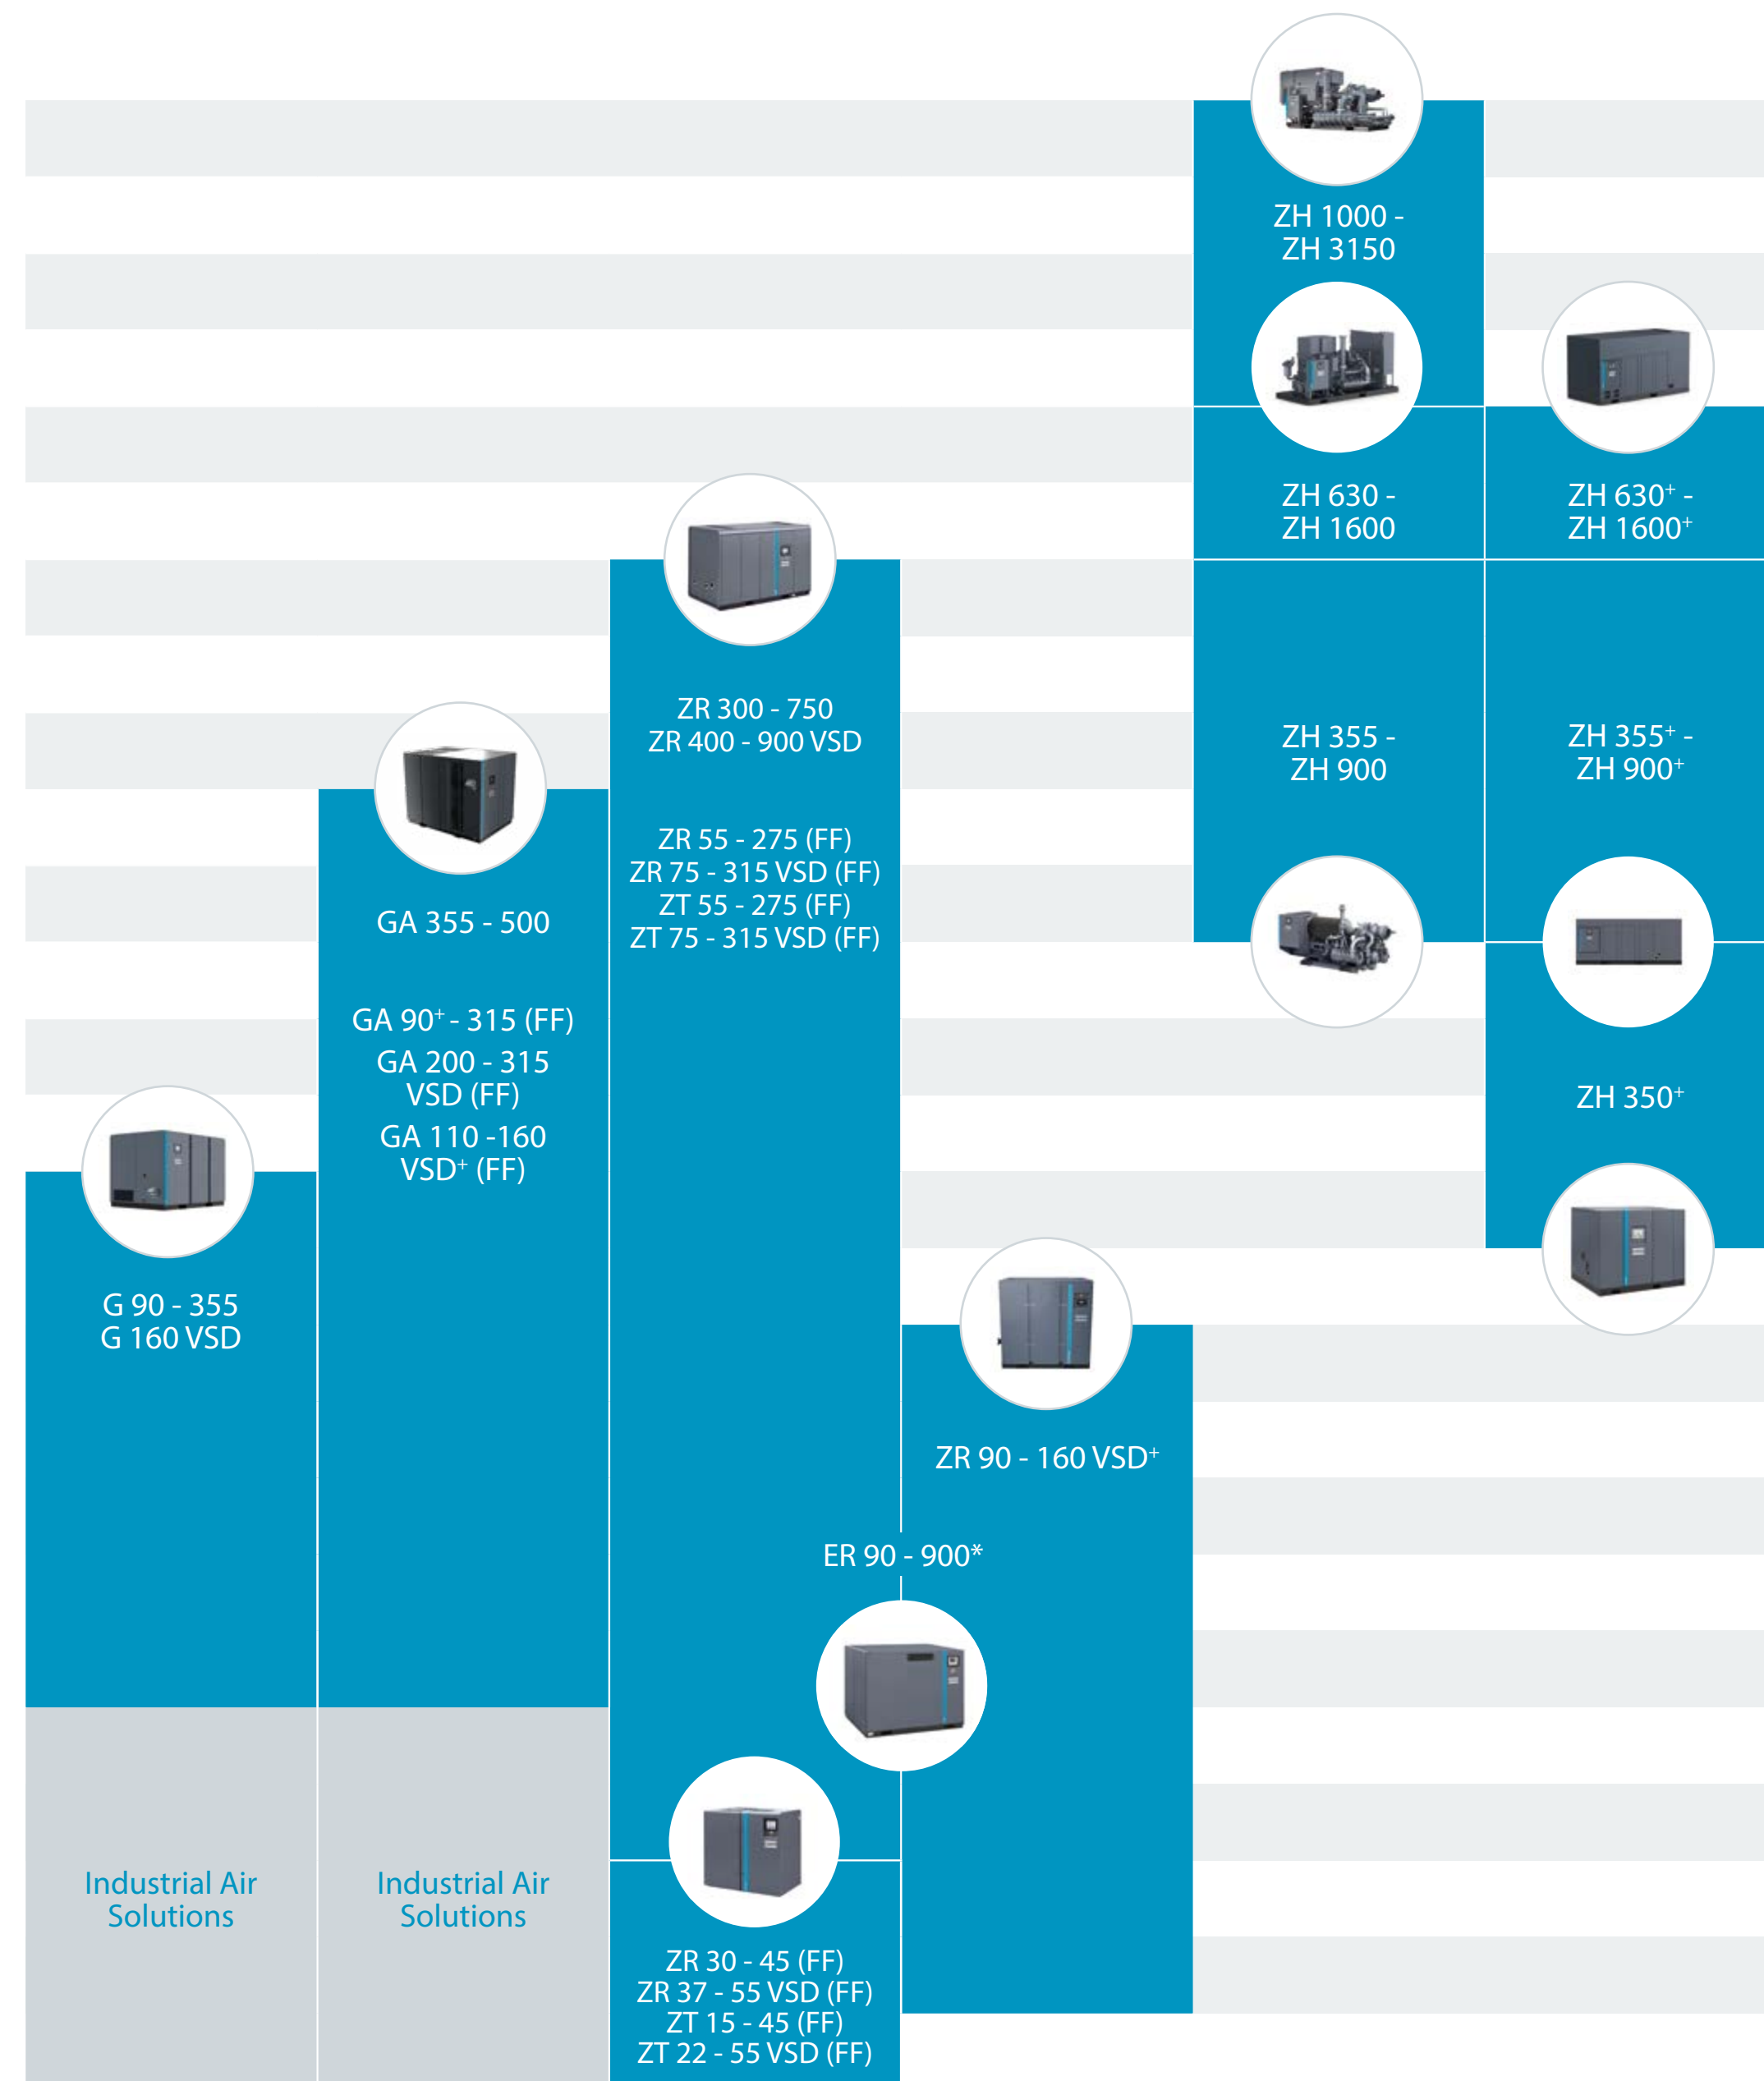 ZH 1000 -
ZH 3150
ZH 630 -
ZH 1600
ZH 630⁺ -
ZH 1600⁺
ZR 300 - 750
ZR 400 - 900 VSD
ZH 355 -
ZH 900
ZH 355⁺ -
ZH 900⁺
ZR 55 - 275 (FF)
ZR 75 - 315 VSD (FF)
ZT 55 - 275 (FF)
ZT 75 - 315 VSD (FF)
GA 355 - 500
GA 90⁺ - 315 (FF)
GA 200 - 315
VSD (FF)
GA 110 -160
VSD⁺ (FF)
ZH 350⁺
G 90 - 355
G 160 VSD
ZR 90 - 160 VSD⁺
ER 90 - 900*
Industrial Air
Solutions
Industrial Air
Solutions
ZR 30 - 45 (FF)
ZR 37 - 55 VSD (FF)
ZT 15 - 45 (FF)
ZT 22 - 55 VSD (FF)